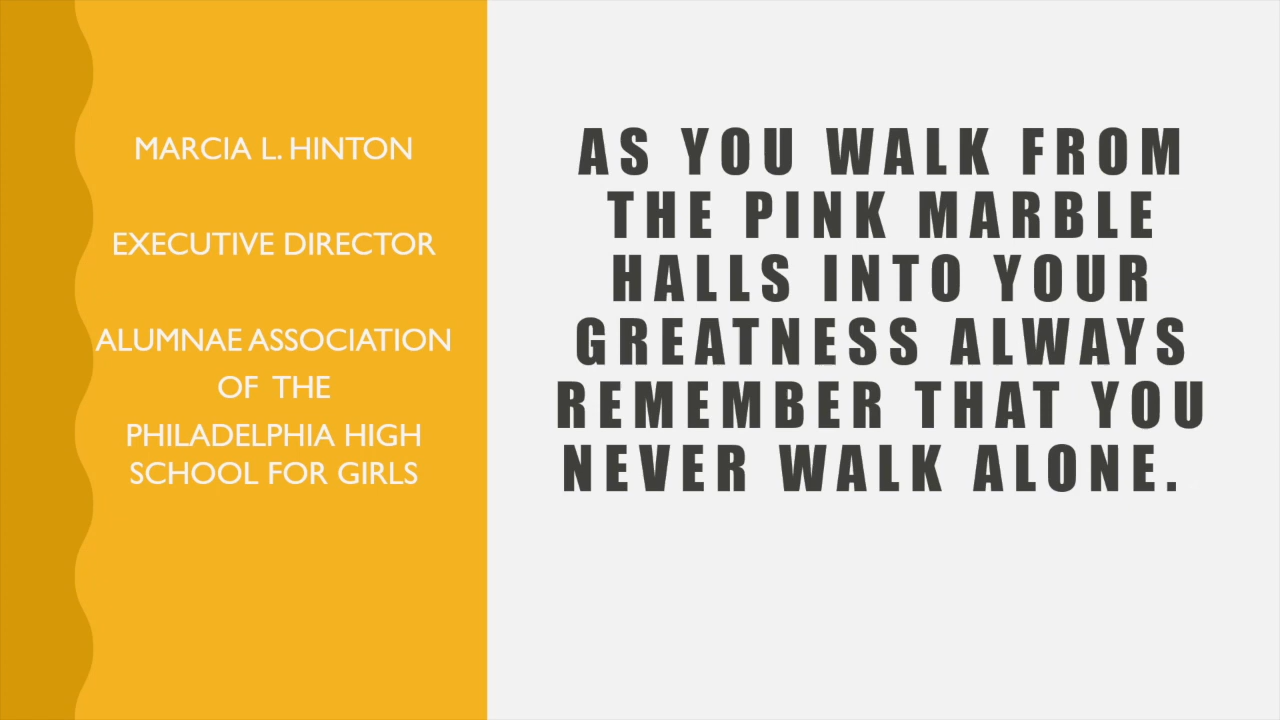 MARCIA L. HINTON
EXECUTIVE DIRECTOR
ALUMNAE ASSOCIATION
OF THE
PHILADELPHIA HIGH
SCHOOL FOR GIRLS
AS YOU WALK FROM
THE PINK MARBLE
HALLS INTO YOUR
GREATNESS ALWAYS
REMEMBER THAT YOU
NEVER WALK ALONE.